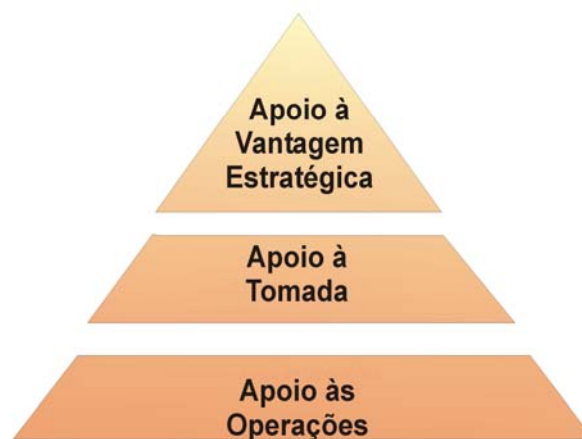 Apoio à
Vantagem
Estratégica
Apoio à
Tomada
Apoio às
Operações